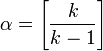 α = [k / (k − 1)]